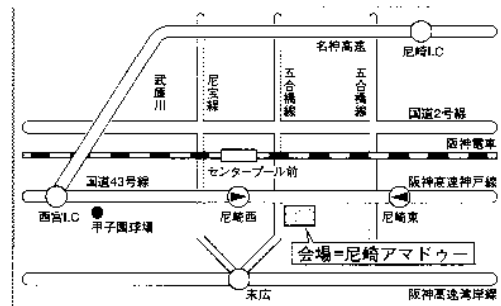 名神高速
尼崎I.C
武庫川
尼宝線
五合橋線
五合橋線
国道2号線
阪神電車
センタープール前
国道43号線
阪神高速神戸線
西宮I.C
甲子園球場
尼崎西
尼崎東
会場=尼崎アマドゥー
末広
阪神高速湾岸線